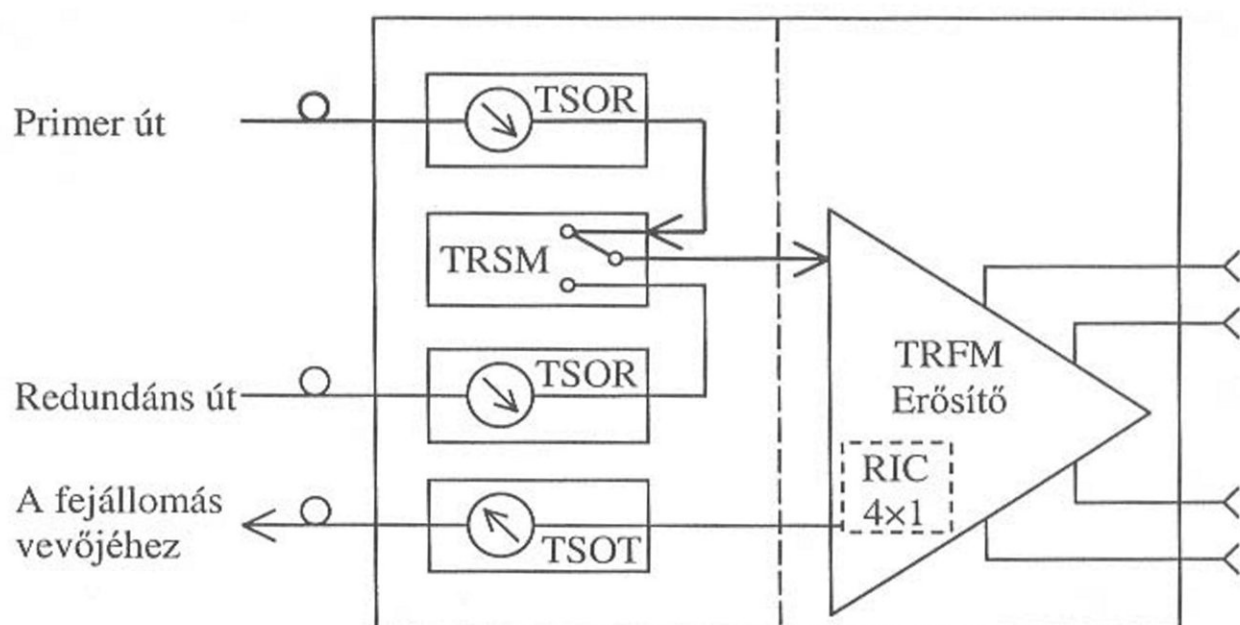 Primer út
TSOR
TRSM
Redundáns út
TSOR
TRFM
Erősítő
RIC
4×1
A fejállomás
vevőjéhez
TSOT